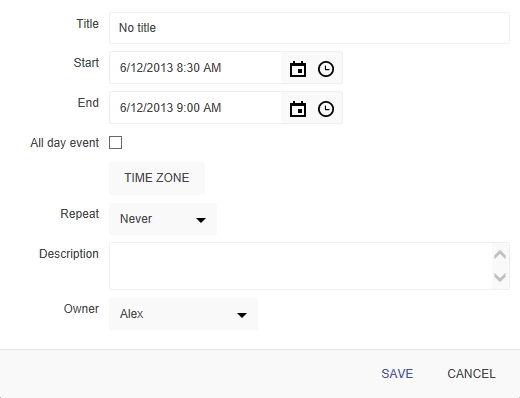 Title No title
Start 6/12/2013 8:30 AM
End 6/12/2013 9:00 AM
All day event
TIME ZONE
Repeat Never
Description
Owner Alex
SAVE CANCEL